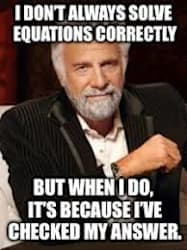 I DON'T ALWAYS SOLVE
EQUATIONS CORRECTLY
BUT WHEN I DO,
IT'S BECAUSE I'VE
CHECKED MY ANSWER.